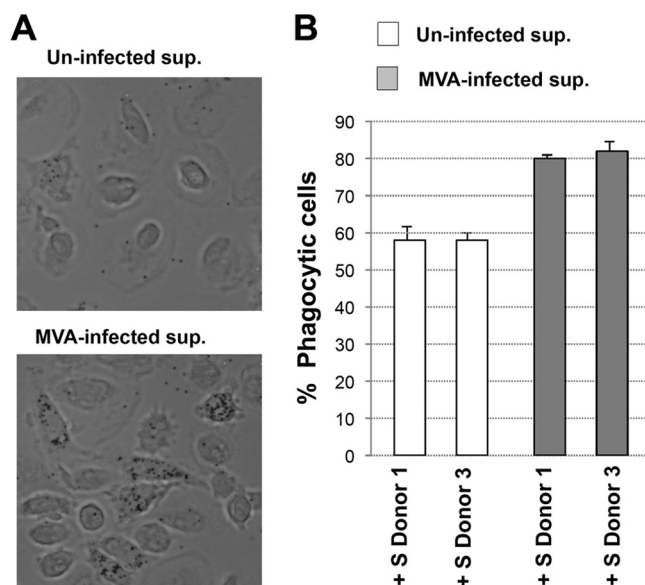 A
Un-infected sup.
MVA-infected sup.
B
Un-infected sup.
MVA-infected sup.
% Phagocytic cells
90
80
70
60
50
40
30
20
10
0
+ S Donor 1
+ S Donor 3
+ S Donor 1
+ S Donor 3